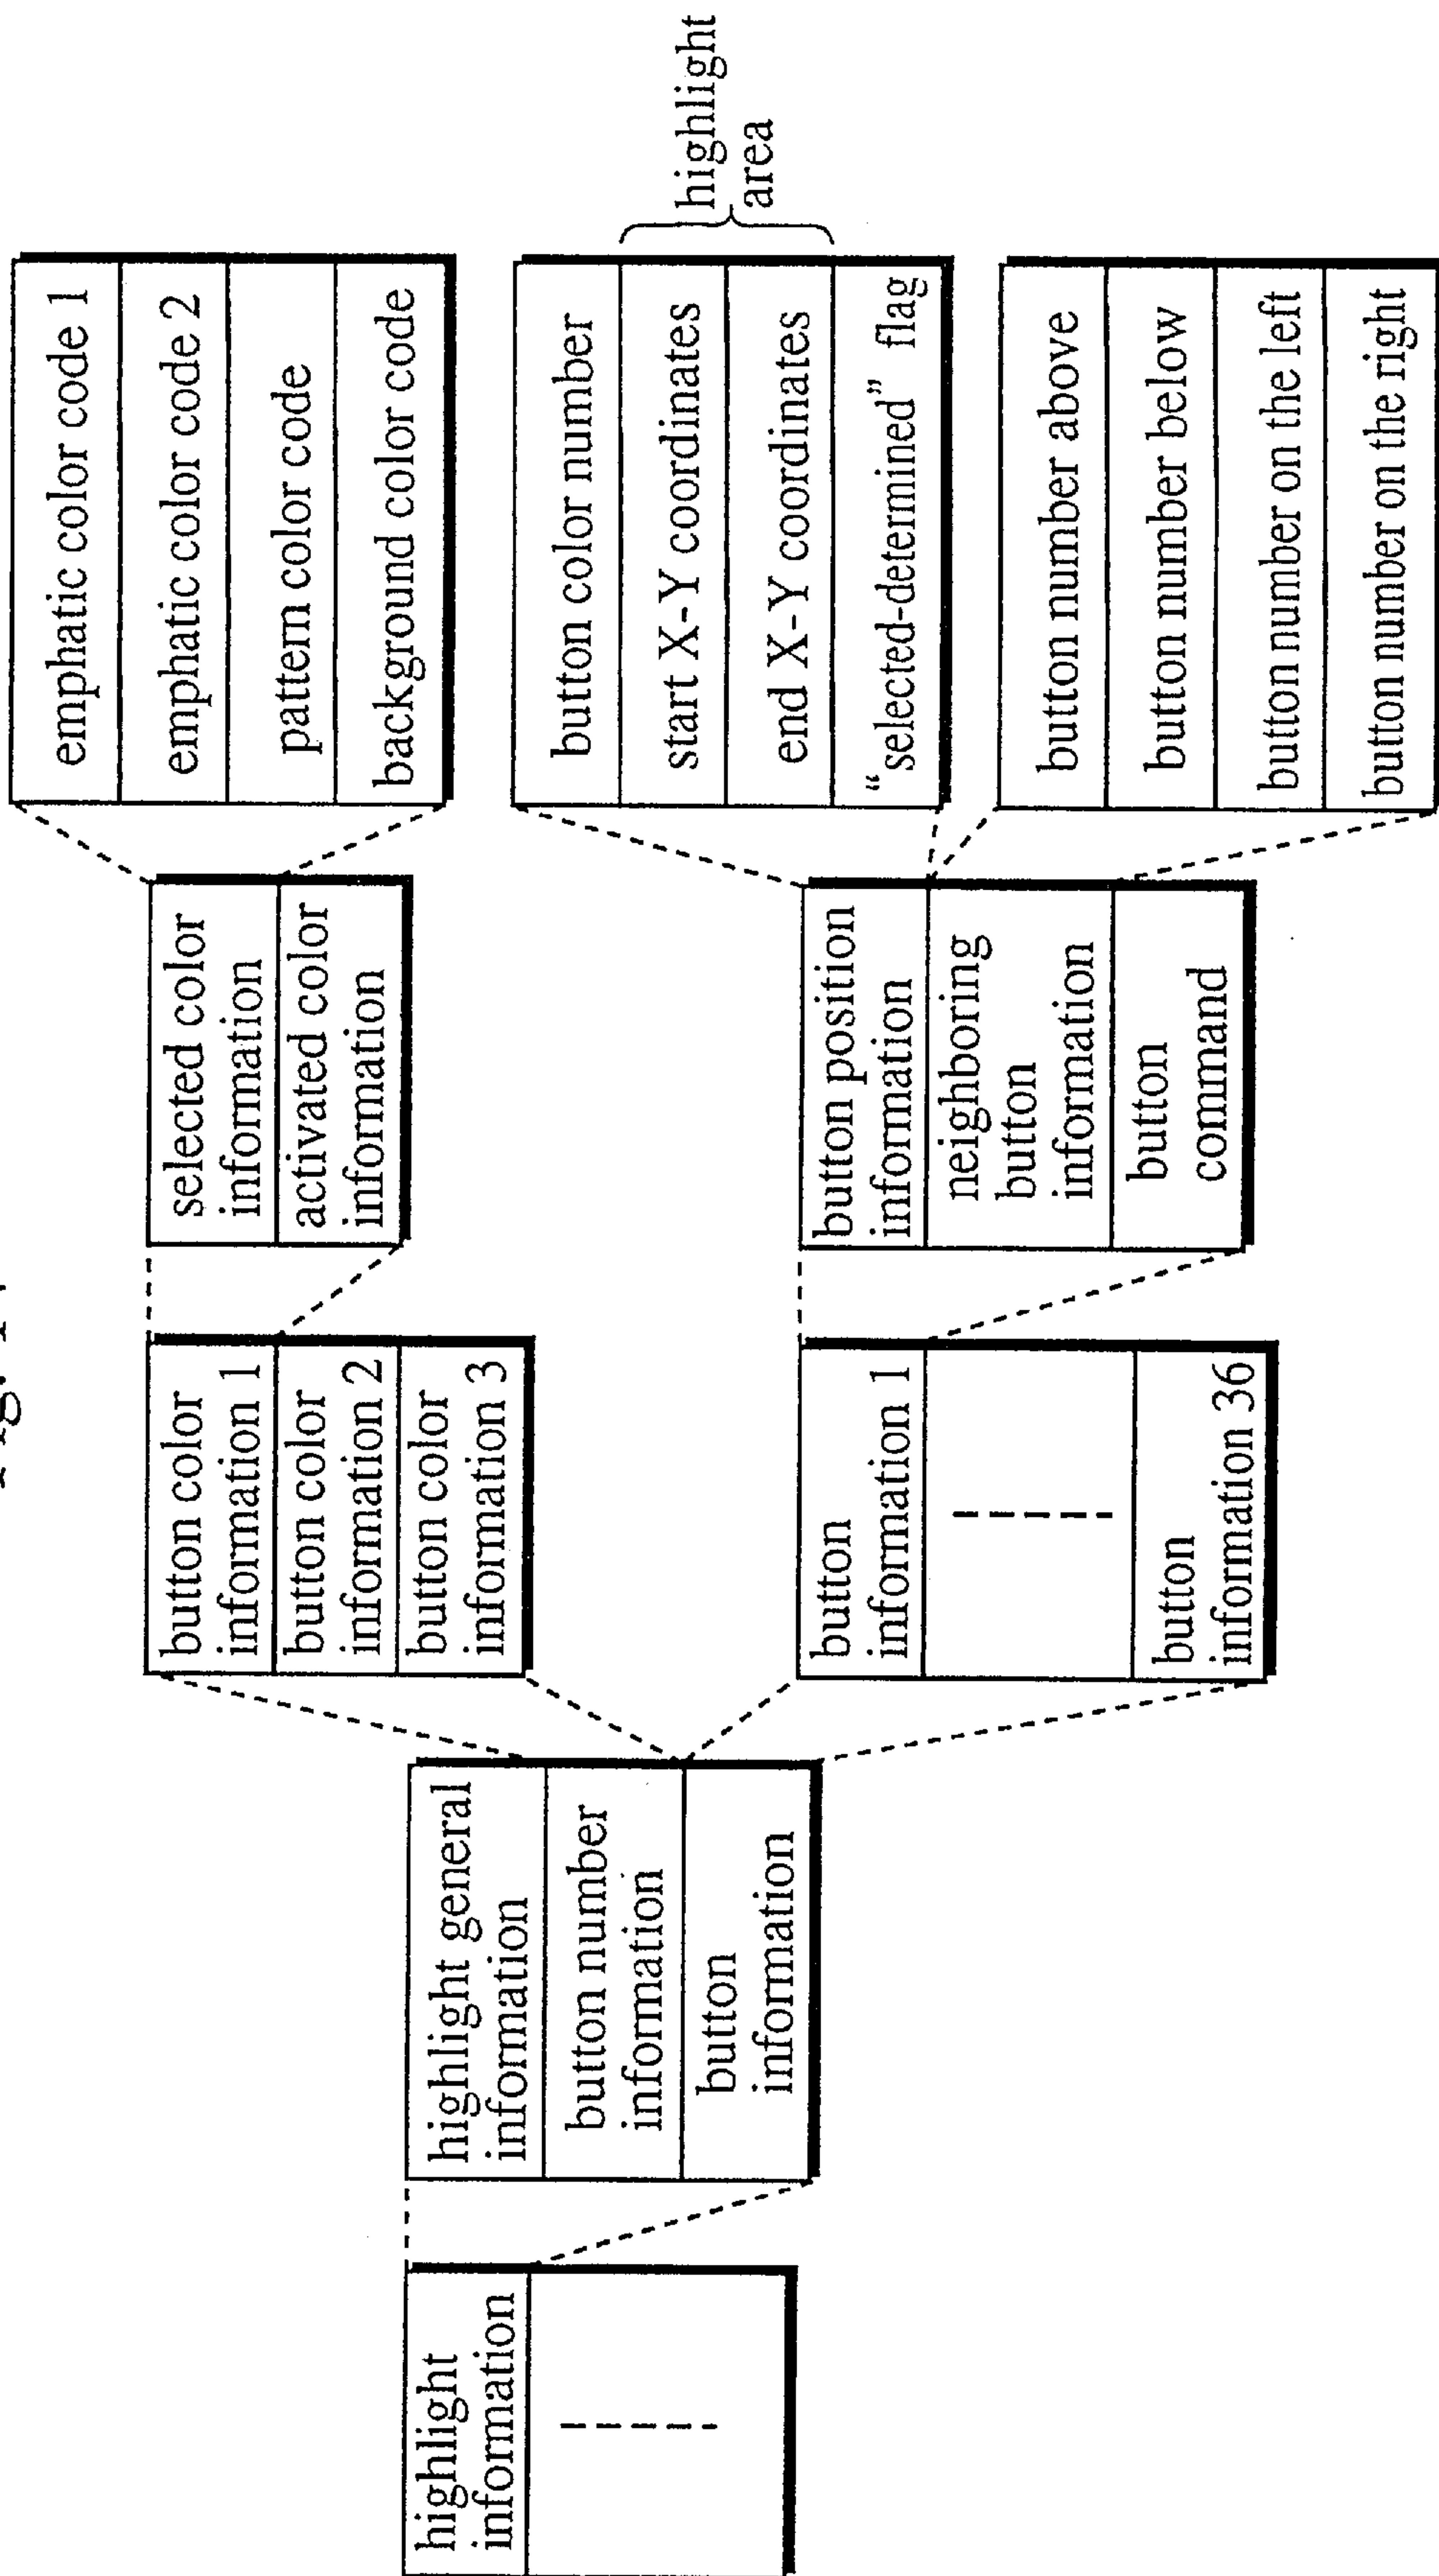 highlight
information
highlight general
information
button number
information
button
information
button color
information 1
button color
information 2
button color
information 3
button
information 1
button
information 36
selected color
information
activated color
information
button position
information
neighboring
button
information
button
command
emphatic color code 1
emphatic color code 2
pattern color code
background color code
button color number
start X-Y coordinates
end X-Y coordinates
“selected-determined” flag
highlight
area
button number above
button number below
button number on the left
button number on the right